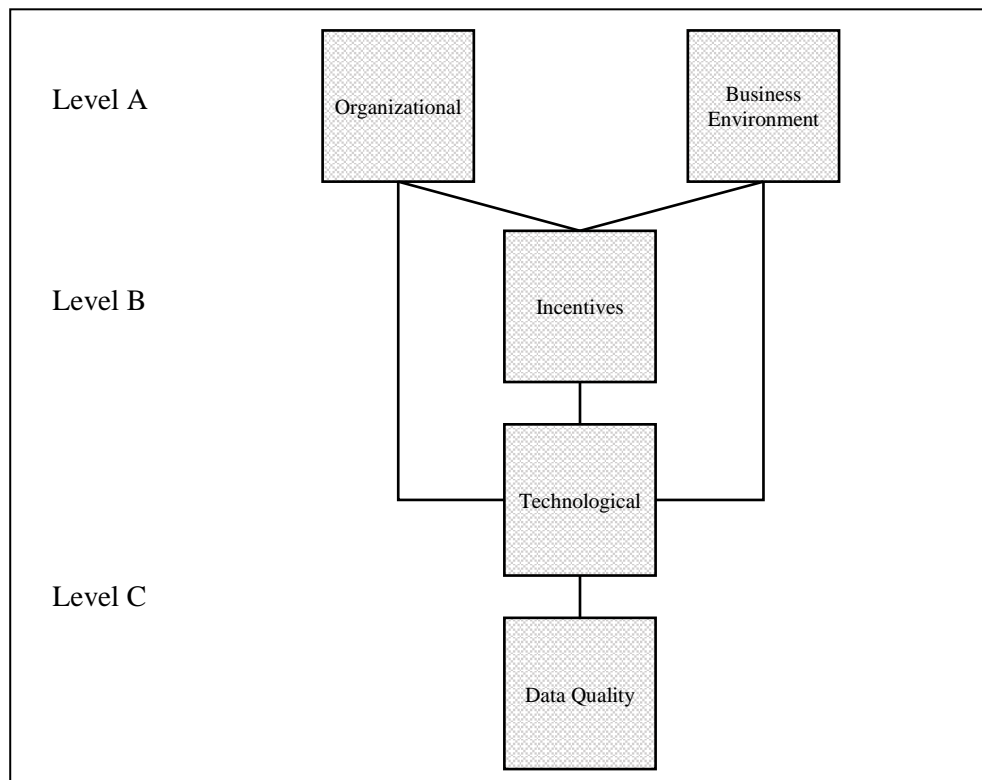 Level A
Organizational
Business
Environment
Level B
Incentives
Technological
Level C
Data Quality